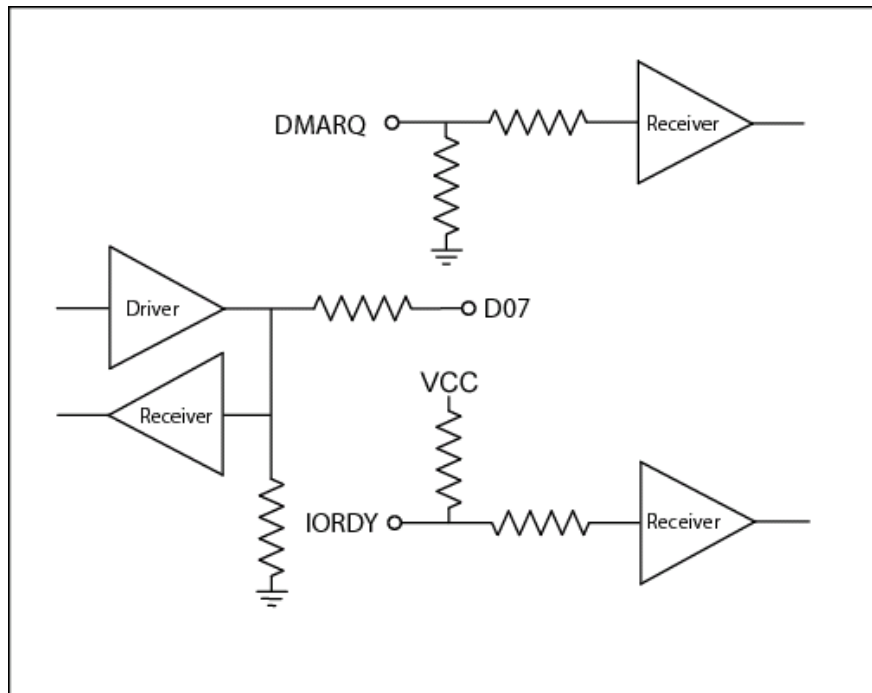 DMARQ
Receiver
Driver
D07
Receiver
VCC
IORDY
Receiver